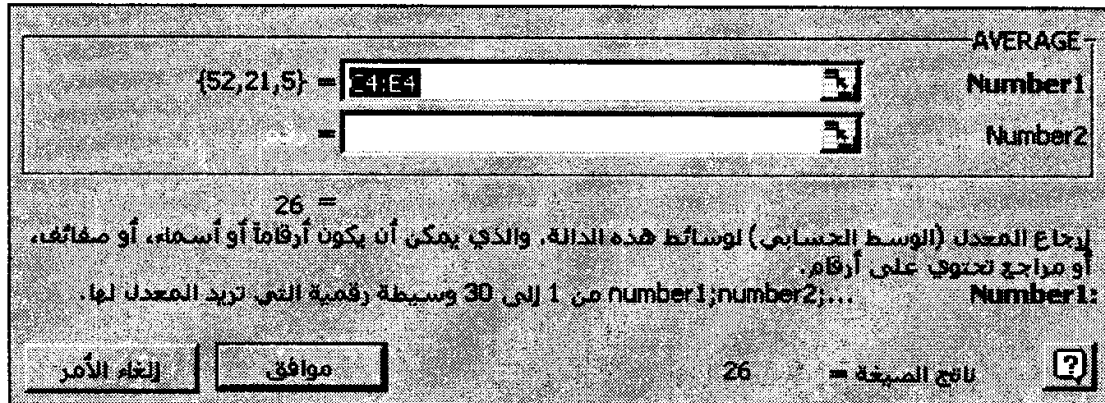 AVERAGE
Number1 E4:E4 = {52,21,5}
Number2 =
= 26
إرجاع المعدل (الوسط الحسابي) لوسائط هذه الدالة، والذي يمكن أن يكون أرقاماً أو أسماء، أو صفائف،
أو مراجع تحتوي على أرقام.
Number1: number1;number2;... من 1 إلى 30 وسيطة رقمية التي تريد المعدل لها.
ناتج الصيغة = 26
موافق
إلغاء الأمر